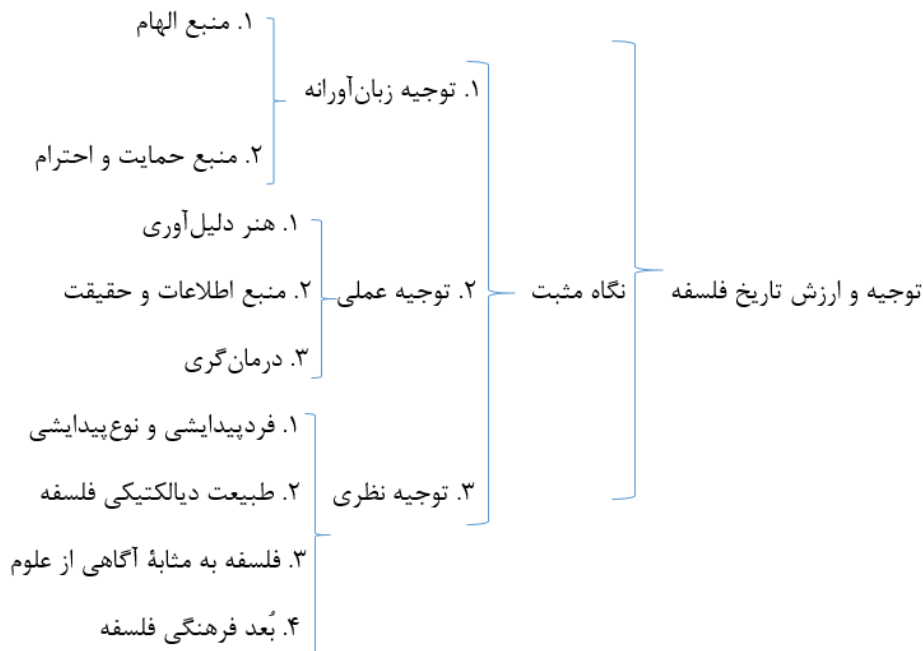 توجیه و ارزش تاریخ فلسفه
نگاه مثبت
۱. توجیه زبان‌آورانه
۱. منبع الهام
۲. منبع حمایت و احترام
۲. توجیه عملی
۱. هنر دلیل‌آوری
۲. منبع اطلاعات و حقیقت
۳. درمان‌گری
۳. توجیه نظری
۱. فردپیدایشی و نوع‌پیدایشی
۲. طبیعت دیالکتیکی فلسفه
۳. فلسفه به مثابهٔ آگاهی از علوم
۴. بُعد فرهنگی فلسفه